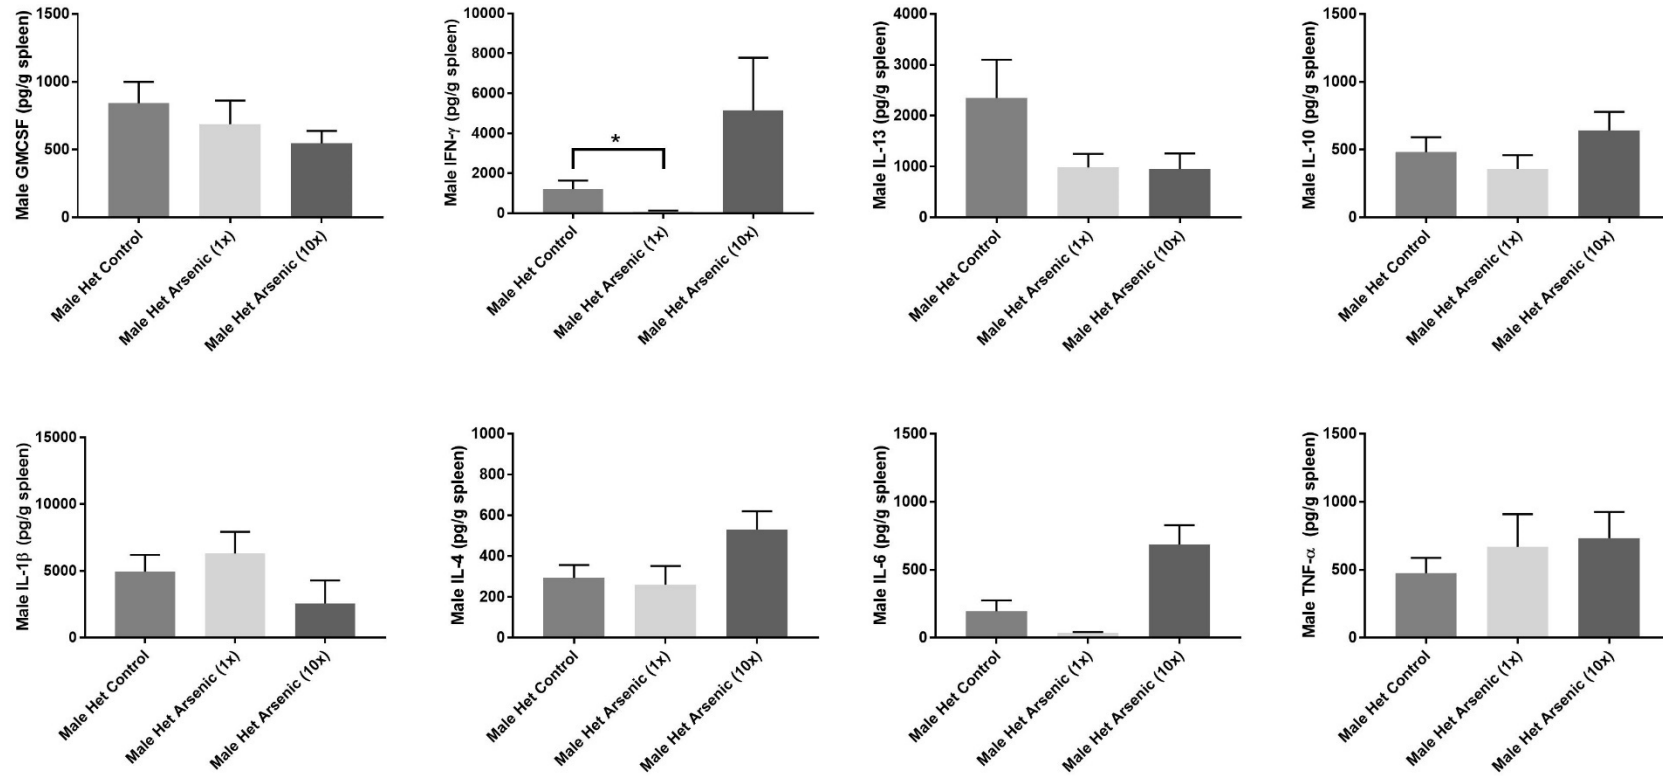 Male GMCSF (pg/g spleen)
1500
1000
500
0
Male Het Control
Male Het Arsenic (1x)
Male Het Arsenic (10x)
Male IFN-γ (pg/g spleen)
10000
8000
6000
4000
2000
0
*
Male Het Control
Male Het Arsenic (1x)
Male Het Arsenic (10x)
Male IL-13 (pg/g spleen)
4000
3000
2000
1000
0
Male Het Control
Male Het Arsenic (1x)
Male Het Arsenic (10x)
Male IL-10 (pg/g spleen)
1500
1000
500
0
Male Het Control
Male Het Arsenic (1x)
Male Het Arsenic (10x)
Male IL-1β (pg/g spleen)
15000
10000
5000
0
Male Het Control
Male Het Arsenic (1x)
Male Het Arsenic (10x)
Male IL-4 (pg/g spleen)
1000
800
600
400
200
0
Male Het Control
Male Het Arsenic (1x)
Male Het Arsenic (10x)
Male IL-6 (pg/g spleen)
1500
1000
500
0
Male Het Control
Male Het Arsenic (1x)
Male Het Arsenic (10x)
Male TNF-α (pg/g spleen)
1500
1000
500
0
Male Het Control
Male Het Arsenic (1x)
Male Het Arsenic (10x)